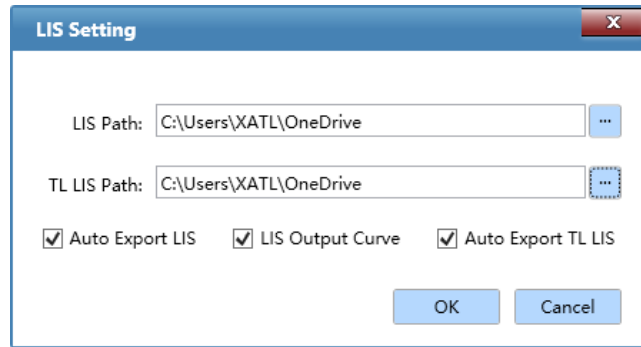 LIS Setting
X
LIS Path: C:\Users\XATL\OneDrive ...
TL LIS Path: C:\Users\XATL\OneDrive ...
Auto Export LIS LIS Output Curve Auto Export TL LIS
OK Cancel